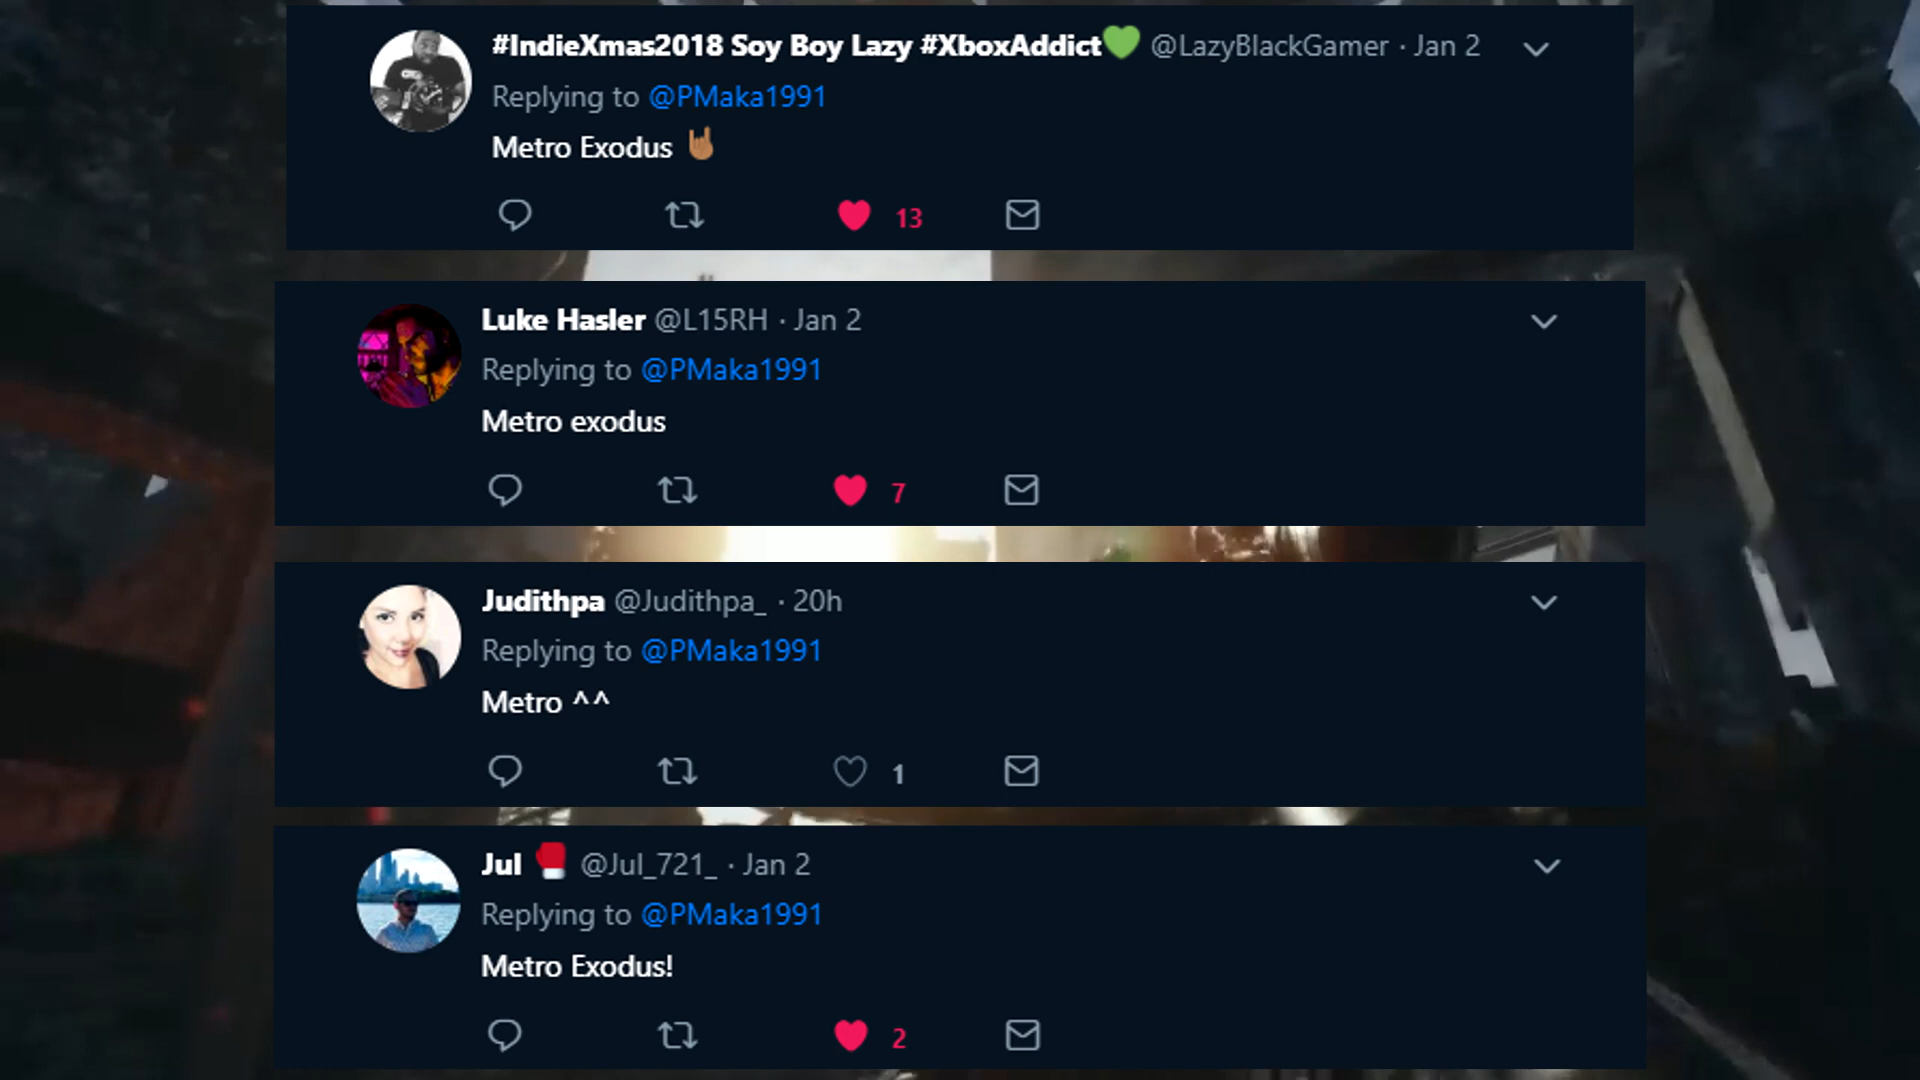 #IndieXmas2018 Soy Boy Lazy #XboxAddict💚 @LazyBlackGamer · Jan 2
Replying to @PMaka1991
Metro Exodus 🤘🏽
13
Luke Hasler @L15RH · Jan 2
Replying to @PMaka1991
Metro exodus
7
Judithpa @Judithpa_ · 20h
Replying to @PMaka1991
Metro ^^
1
Jul 🥊 @Jul_721_ · Jan 2
Replying to @PMaka1991
Metro Exodus!
2